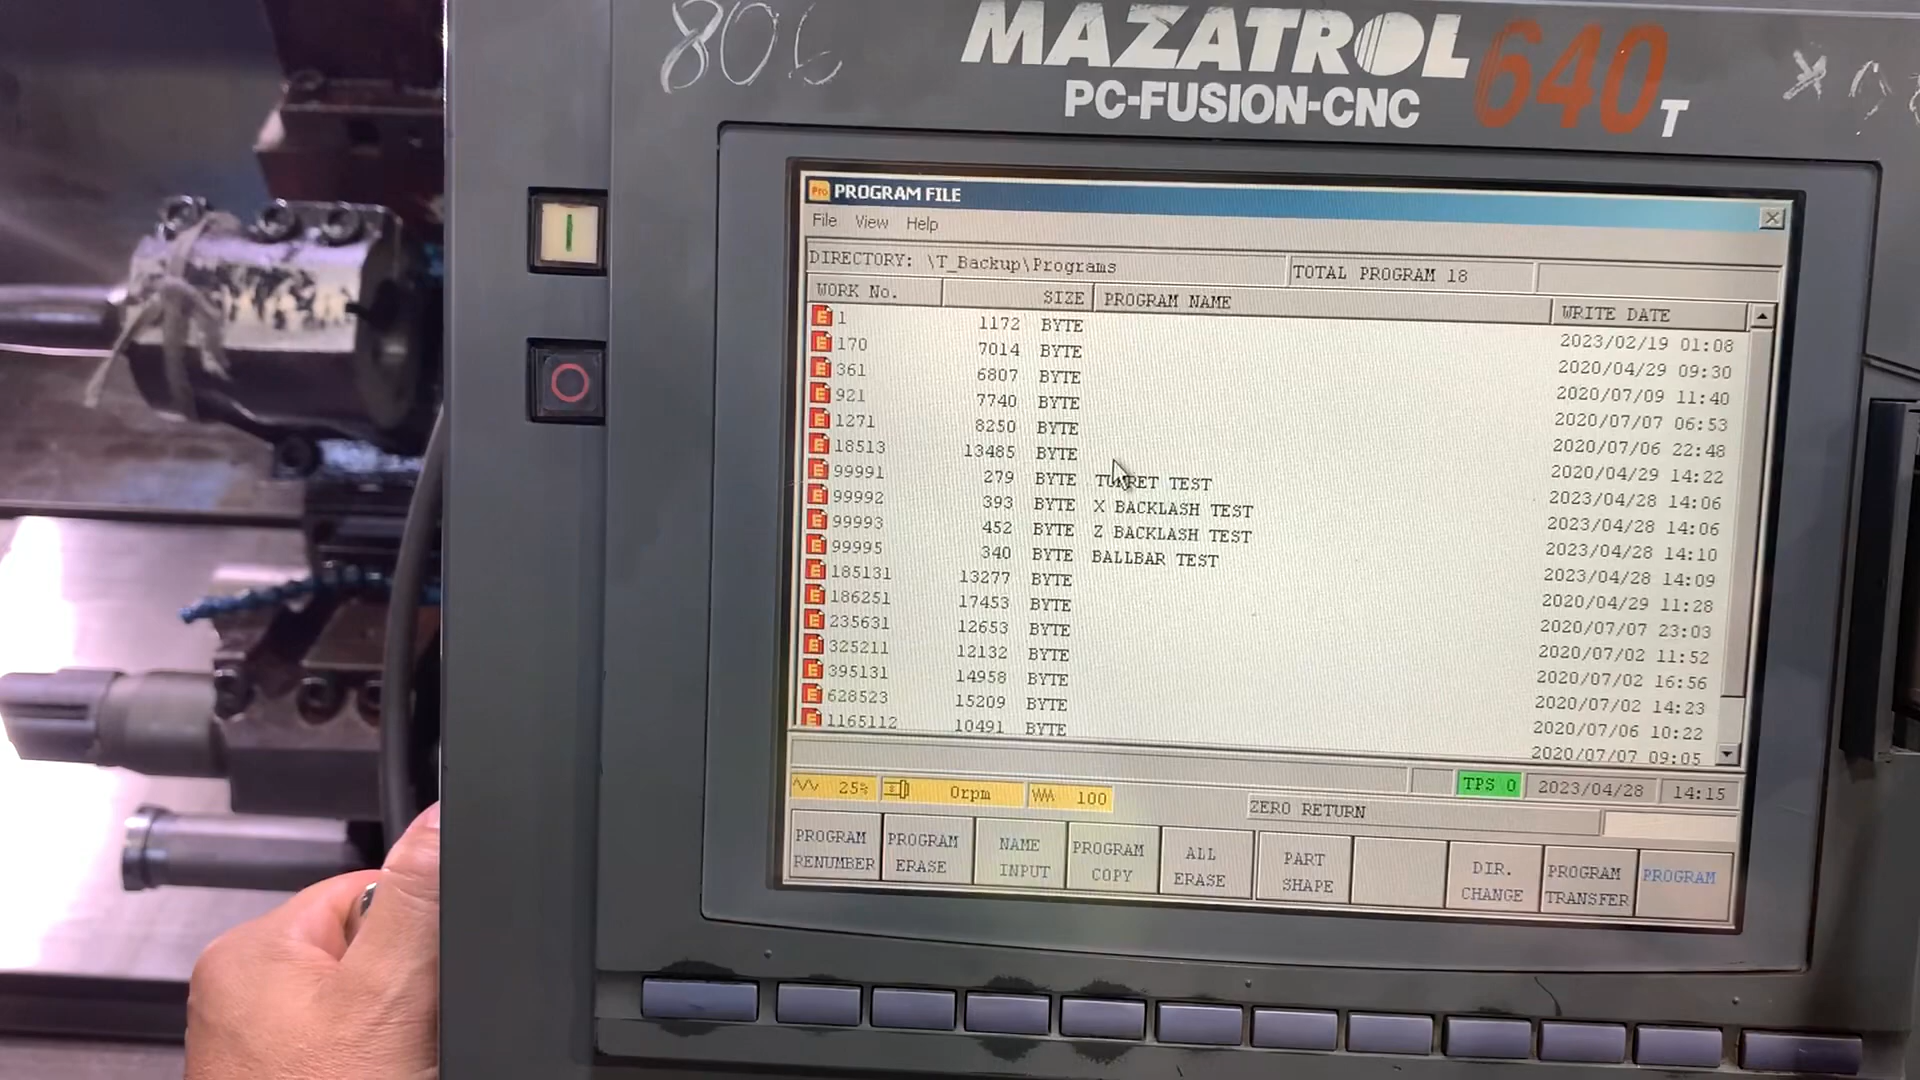 MAZATROL 640 T
PC-FUSION-CNC
PROGRAM FILE
File View Help
DIRECTORY: \T_Backup\Programs TOTAL PROGRAM 18
WORK No. SIZE PROGRAM NAME WRITE DATE
E 1 1172 BYTE 2023/02/19 01:08
E 170 7014 BYTE 2020/04/29 09:30
E 361 6807 BYTE 2020/07/09 11:40
E 921 7740 BYTE 2020/07/07 06:53
E 1271 8250 BYTE 2020/07/06 22:48
E 18513 13485 BYTE 2020/04/29 14:22
E 99991 279 BYTE TURRET TEST 2023/04/28 14:06
E 99992 393 BYTE X BACKLASH TEST 2023/04/28 14:06
E 99993 452 BYTE Z BACKLASH TEST 2023/04/28 14:10
E 99995 340 BYTE BALLBAR TEST 2023/04/28 14:09
E 185131 13277 BYTE 2020/04/29 11:28
E 186251 17453 BYTE 2020/07/07 23:03
E 235631 12653 BYTE 2020/07/02 11:52
E 325211 12132 BYTE 2020/07/02 16:56
E 395131 14958 BYTE 2020/07/02 14:23
E 628523 15209 BYTE 2020/07/06 10:22
E 1165112 10491 BYTE 2020/07/07 09:05
25% 0rpm 100 TPS 0 2023/04/28 14:15
ZERO RETURN
PROGRAM RENUMBER
PROGRAM ERASE
NAME INPUT
PROGRAM COPY
ALL ERASE
PART SHAPE
DIR. CHANGE
PROGRAM TRANSFER
PROGRAM